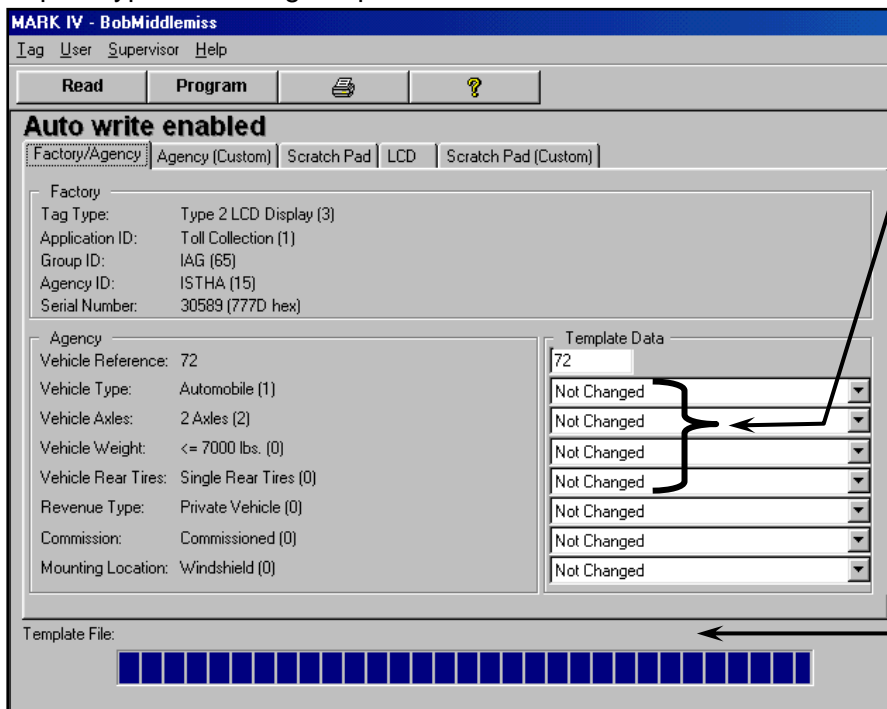 MARK IV - BobMiddlemiss
Tag User Supervisor Help
Read Program
Auto write enabled
Factory/Agency Agency (Custom) Scratch Pad LCD Scratch Pad (Custom)
Factory
Tag Type: Type 2 LCD Display (3)
Application ID: Toll Collection (1)
Group ID: IAG (65)
Agency ID: ISTHA (15)
Serial Number: 30589 (777D hex)
Agency Template Data
Vehicle Reference: 72 72
Vehicle Type: Automobile (1) Not Changed
Vehicle Axles: 2 Axles (2) Not Changed
Vehicle Weight: <= 7000 lbs. (0) Not Changed
Vehicle Rear Tires: Single Rear Tires (0) Not Changed
Revenue Type: Private Vehicle (0) Not Changed
Commission: Commissioned (0) Not Changed
Mounting Location: Windshield (0) Not Changed
Template File: